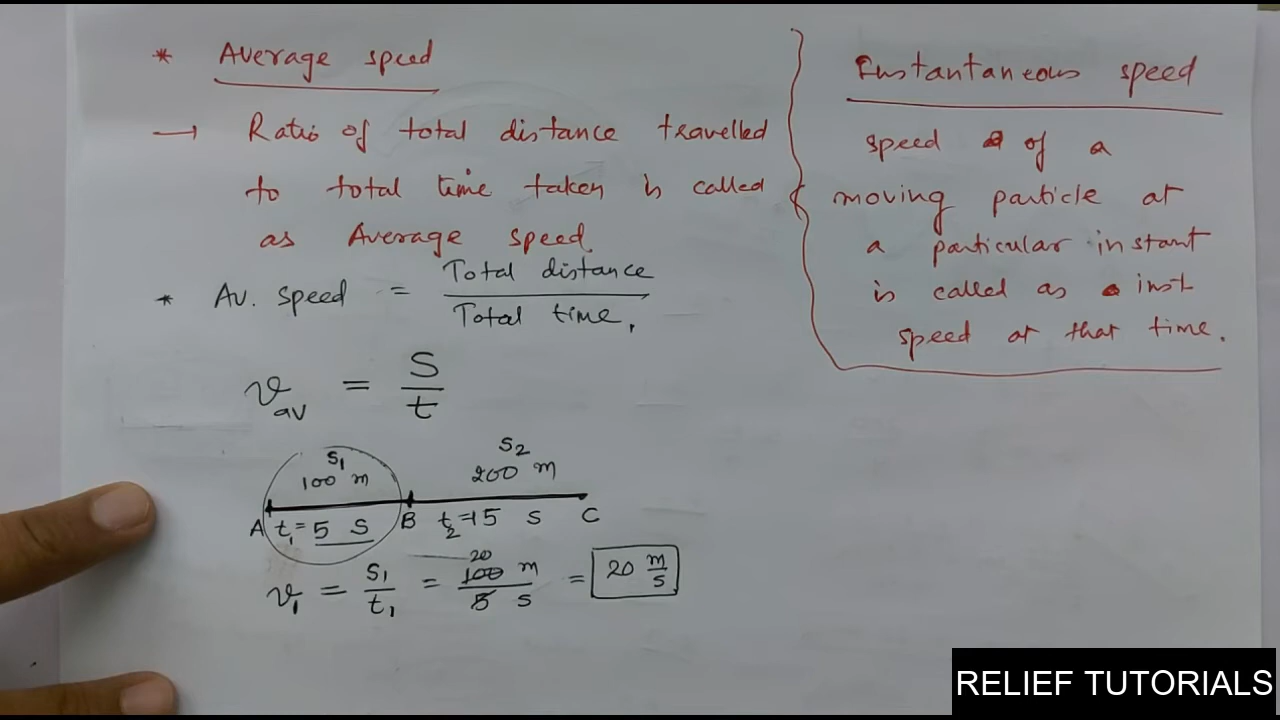 * Average speed
→ Ratio of total distance travelled
to total time taken is called
as Average speed.
* Av. speed = Total distance / Total time.
v_av = S / t
S1 S2
100 m 200 m
A t1=5 s B t2=15 s C
v1 = S1 / t1 = 20 100 m / 5 s = 20 m/s
Instantaneous speed
speed of a
moving particle at
a particular instant
is called as inst
speed at that time.
RELIEF TUTORIALS